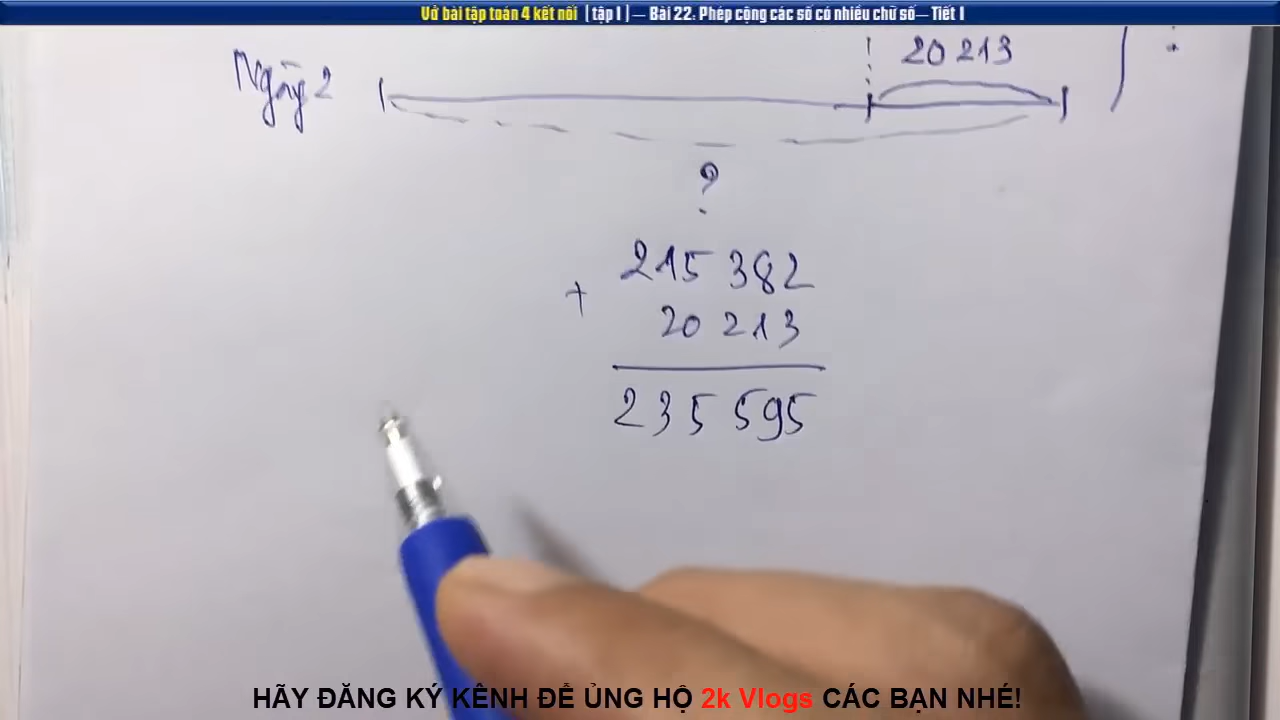 Vở bài tập toán 4 kết nối (tập 1) – Bài 22: Phép cộng các số có nhiều chữ số – Tiết 1
20 213
Ngày 2
?
215 382
+
20 213
235 595
HÃY ĐĂNG KÝ KÊNH ĐỂ ỦNG HỘ 2k Vlogs CÁC BẠN NHÉ!